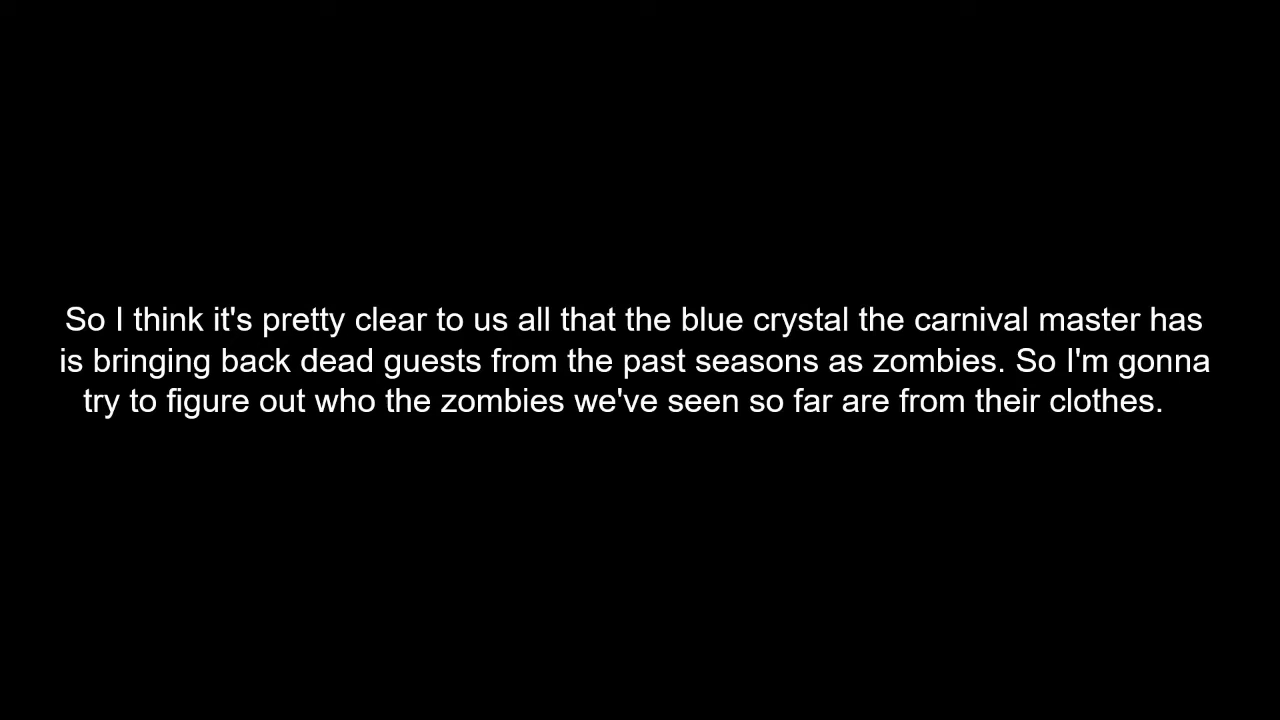 So I think it's pretty clear to us all that the blue crystal the carnival master has
is bringing back dead guests from the past seasons as zombies. So I'm gonna
try to figure out who the zombies we've seen so far are from their clothes.